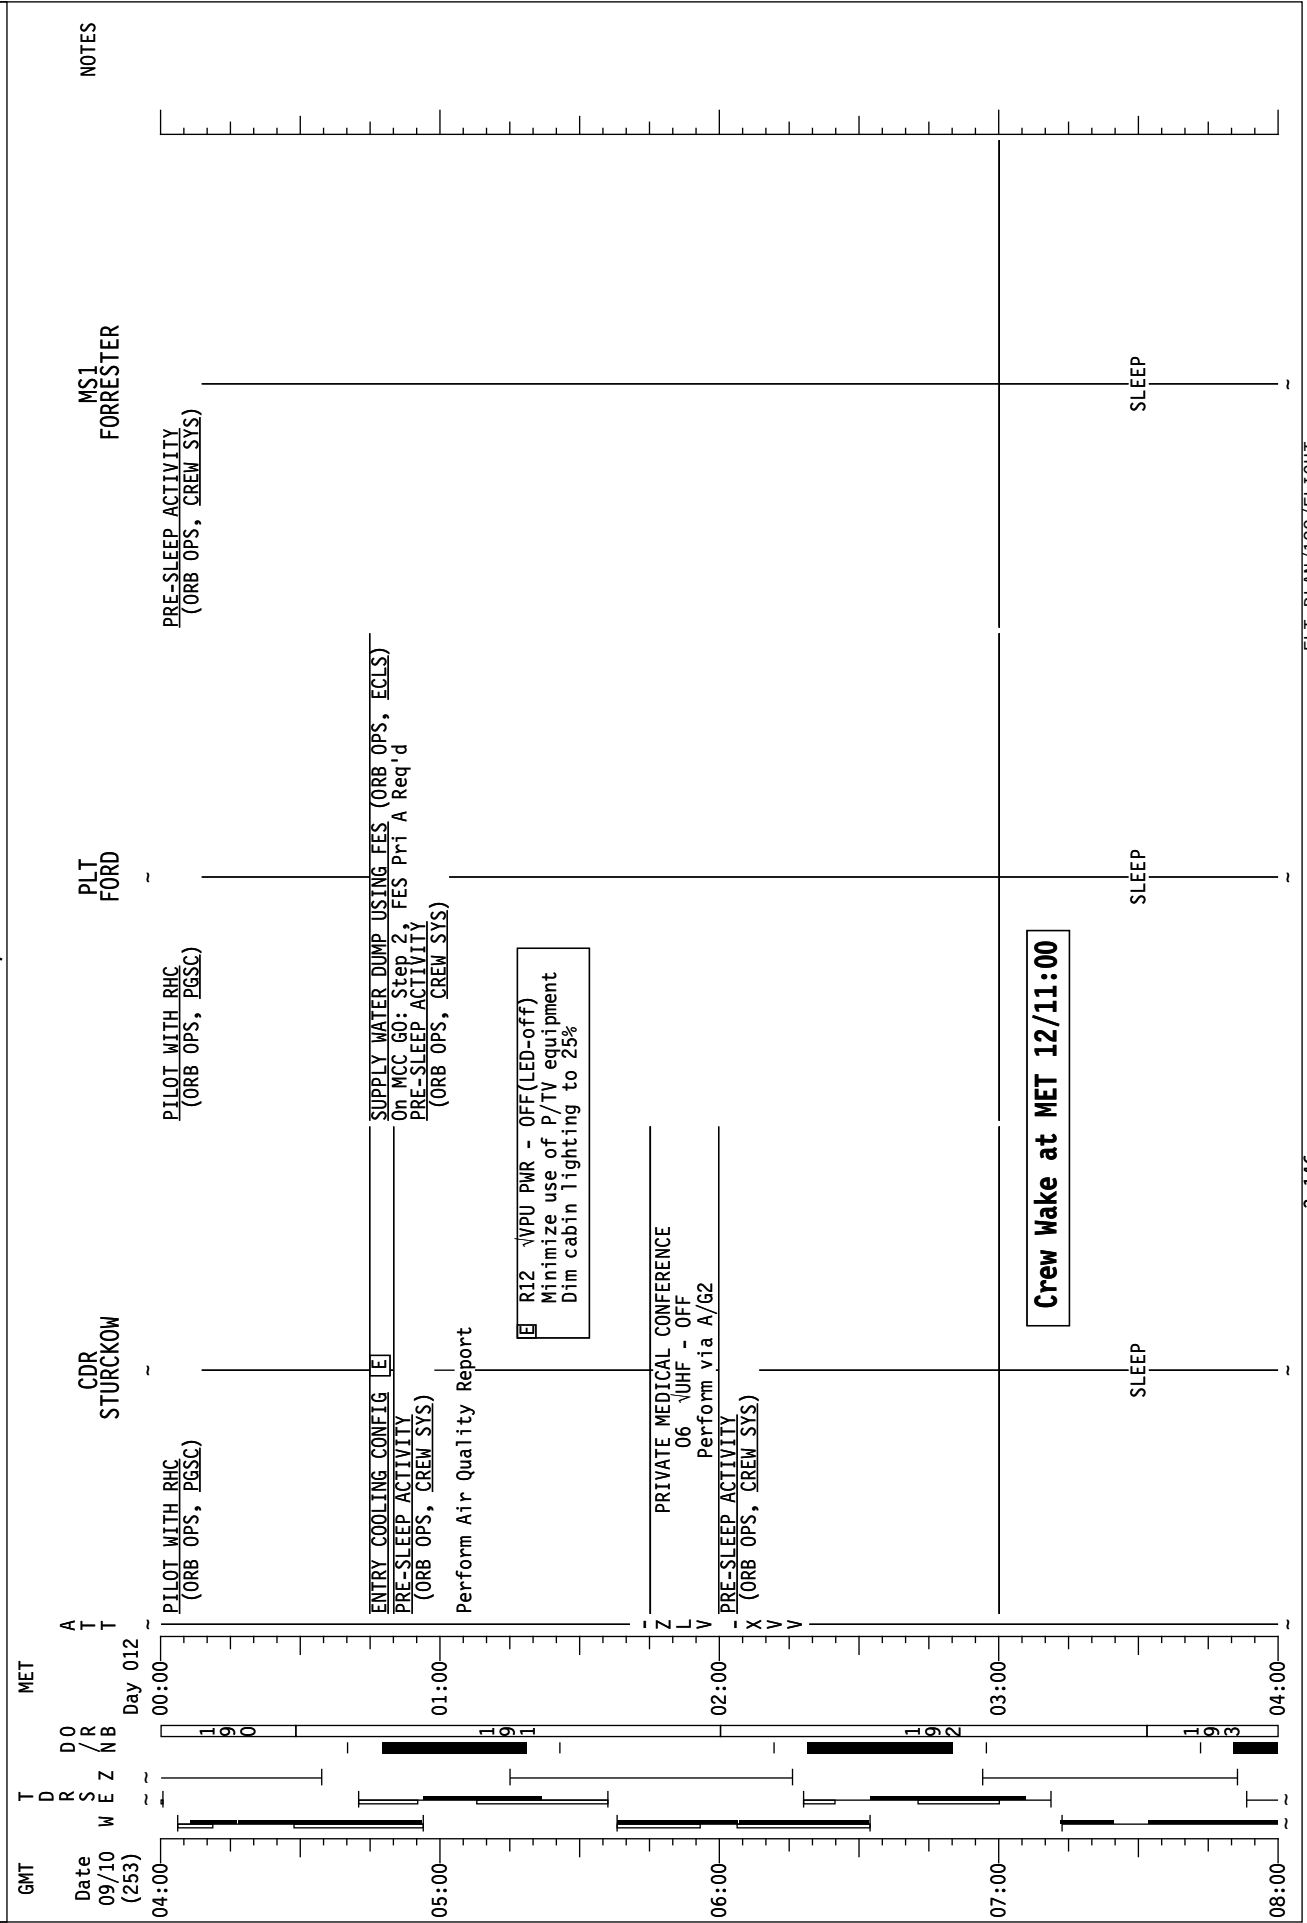 GMT
Date
09/10
(253)
T
D
R
S
W E Z
D O
/ R
N B
MET
Day 012
A
T
T
CDR
STURCKOW
PLT
FORD
MS1
FORRESTER
NOTES
04:00
05:00
06:00
07:00
08:00
190
191
192
193
00:00
01:00
02:00
03:00
04:00
-
Z
L
V
-
X
V
V
PILOT WITH RHC
(ORB OPS, PGSC)
ENTRY COOLING CONFIG E
PRE-SLEEP ACTIVITY
(ORB OPS, CREW SYS)
Perform Air Quality Report
E R12 √VPU PWR - OFF(LED-off)
Minimize use of P/TV equipment
Dim cabin lighting to 25%
PRIVATE MEDICAL CONFERENCE
O6 √UHF - OFF
Perform via A/G2
PRE-SLEEP ACTIVITY
(ORB OPS, CREW SYS)
SLEEP
PILOT WITH RHC
(ORB OPS, PGSC)
SUPPLY WATER DUMP USING FES (ORB OPS, ECLS)
On MCC GO: Step 2, FES Pri A Req'd
PRE-SLEEP ACTIVITY
(ORB OPS, CREW SYS)
Crew Wake at MET 12/11:00
SLEEP
PRE-SLEEP ACTIVITY
(ORB OPS, CREW SYS)
SLEEP